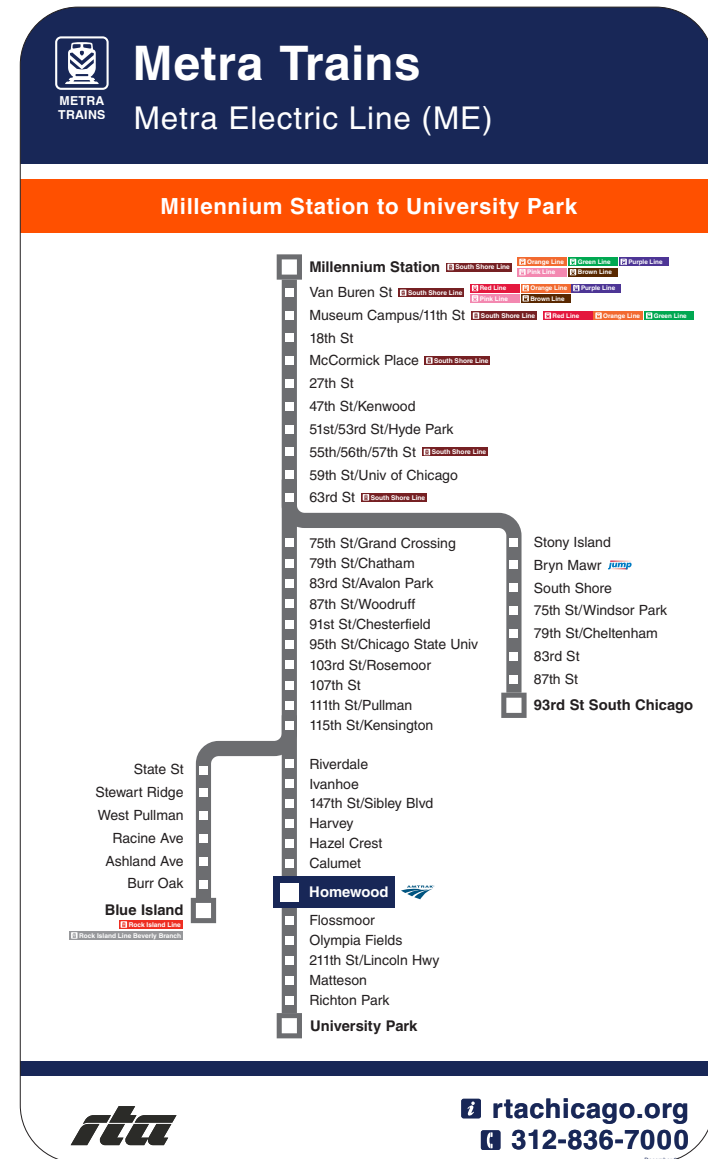 METRA
TRAINS
Metra Trains
Metra Electric Line (ME)
Millennium Station to University Park
Millennium Station South Shore Line Orange Line Green Line Purple Line
Pink Line Brown Line
Van Buren St South Shore Line Red Line Orange Line Purple Line
Pink Line Brown Line
Museum Campus/11th St South Shore Line Red Line Orange Line Green Line
18th St
McCormick Place South Shore Line
27th St
47th St/Kenwood
51st/53rd St/Hyde Park
55th/56th/57th St South Shore Line
59th St/Univ of Chicago
63rd St South Shore Line
75th St/Grand Crossing
79th St/Chatham
83rd St/Avalon Park
87th St/Woodruff
91st St/Chesterfield
95th St/Chicago State Univ
103rd St/Rosemoor
107th St
111th St/Pullman
115th St/Kensington
Stony Island
Bryn Mawr jump
South Shore
75th St/Windsor Park
79th St/Cheltenham
83rd St
87th St
93rd St South Chicago
State St
Stewart Ridge
West Pullman
Racine Ave
Ashland Ave
Burr Oak
Blue Island
Rock Island Line
Rock Island Line Beverly Branch
Riverdale
Ivanhoe
147th St/Sibley Blvd
Harvey
Hazel Crest
Calumet
Homewood AMTRAK
Flossmoor
Olympia Fields
211th St/Lincoln Hwy
Matteson
Richton Park
University Park
rta
rtachicago.org
312-836-7000